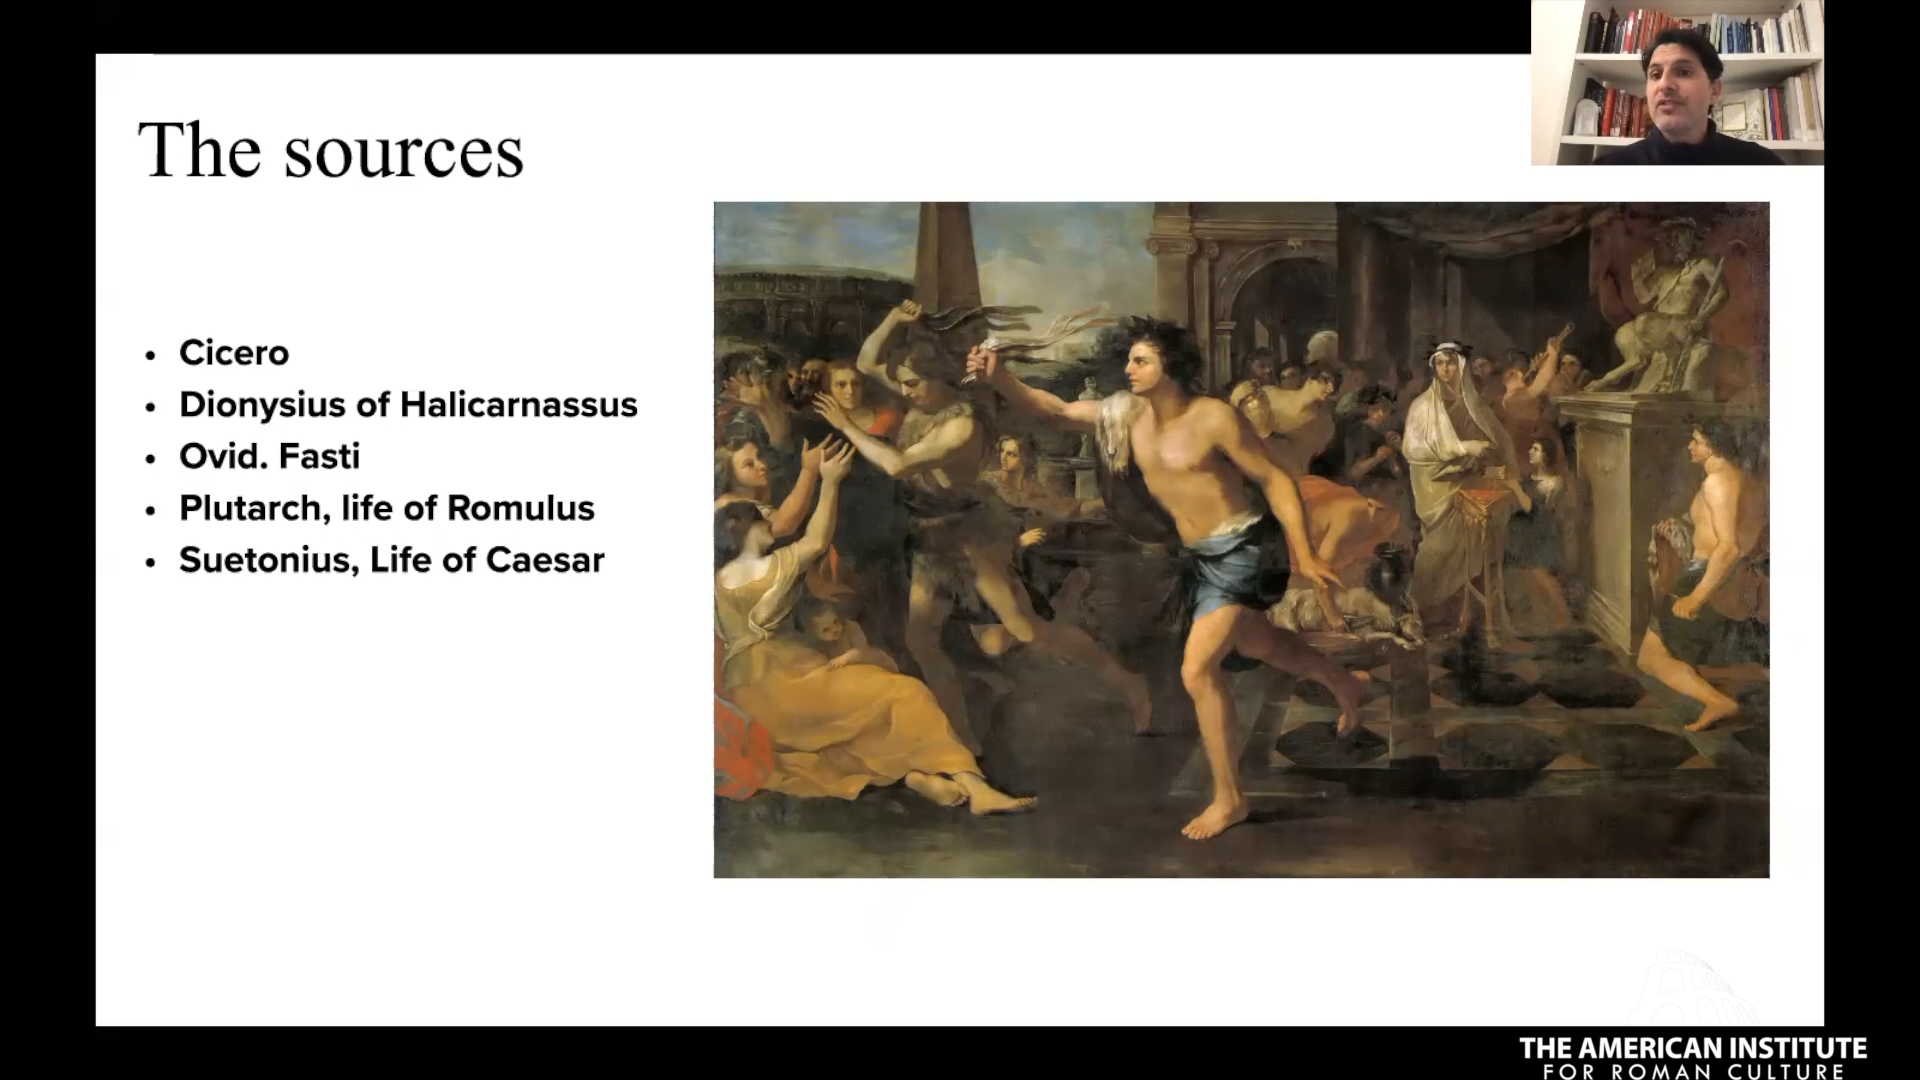 The sources
• Cicero
• Dionysius of Halicarnassus
• Ovid. Fasti
• Plutarch, life of Romulus
• Suetonius, Life of Caesar
THE AMERICAN INSTITUTE
FOR ROMAN CULTURE